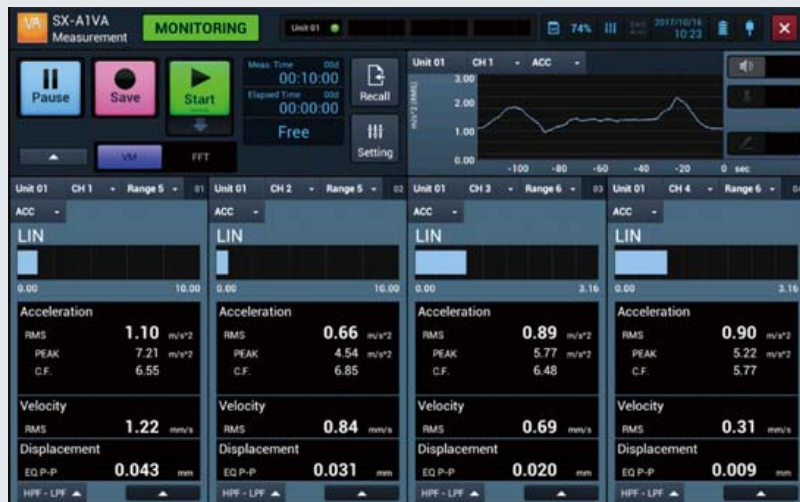 VA SX-A1VA
Measurement
MONITORING
Unit 01
74%
2017/10/16
10:23
Pause
Save
Start
Meas. Time 00d
00:10:00
Elapsed Time 00d
00:00:00
Free
Recall
Setting
VM FFT
Unit 01 CH 1 ACC
m/s^2 (RMS)
3.00
2.00
1.00
0.00
-100 -80 -60 -40 -20 0 sec
Unit 01 CH 1 Range 5 01
ACC
LIN
0.00 10.00
Acceleration
RMS 1.10 m/s^2
PEAK 7.21 m/s^2
C.F. 6.55
Velocity
RMS 1.22 mm/s
Displacement
EQ P-P 0.043 mm
HPF - LPF
Unit 01 CH 2 Range 5 02
ACC
LIN
0.00 10.00
Acceleration
RMS 0.66 m/s^2
PEAK 4.54 m/s^2
C.F. 6.85
Velocity
RMS 0.84 mm/s
Displacement
EQ P-P 0.031 mm
HPF - LPF
Unit 01 CH 3 Range 6 03
ACC
LIN
0.00 3.16
Acceleration
RMS 0.89 m/s^2
PEAK 5.77 m/s^2
C.F. 6.48
Velocity
RMS 0.69 mm/s
Displacement
EQ P-P 0.020 mm
HPF - LPF
Unit 01 CH 4 Range 6
ACC
LIN
0.00 3.16
Acceleration
RMS 0.90 m/s^2
PEAK 5.22 m/s^2
C.F. 5.77
Velocity
RMS 0.31 mm/s
Displacement
EQ P-P 0.009 mm
HPF - LPF